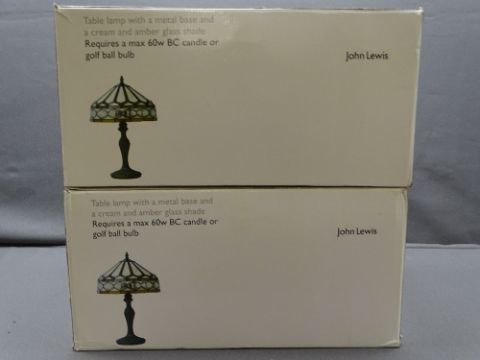 Table lamp with a metal base and
a cream and amber glass shade
Requires a max 60w BC candle or
golf ball bulb
John Lewis
Table lamp with a metal base and
a cream and amber glass shade
Requires a max 60w BC candle or
golf ball bulb
John Lewis